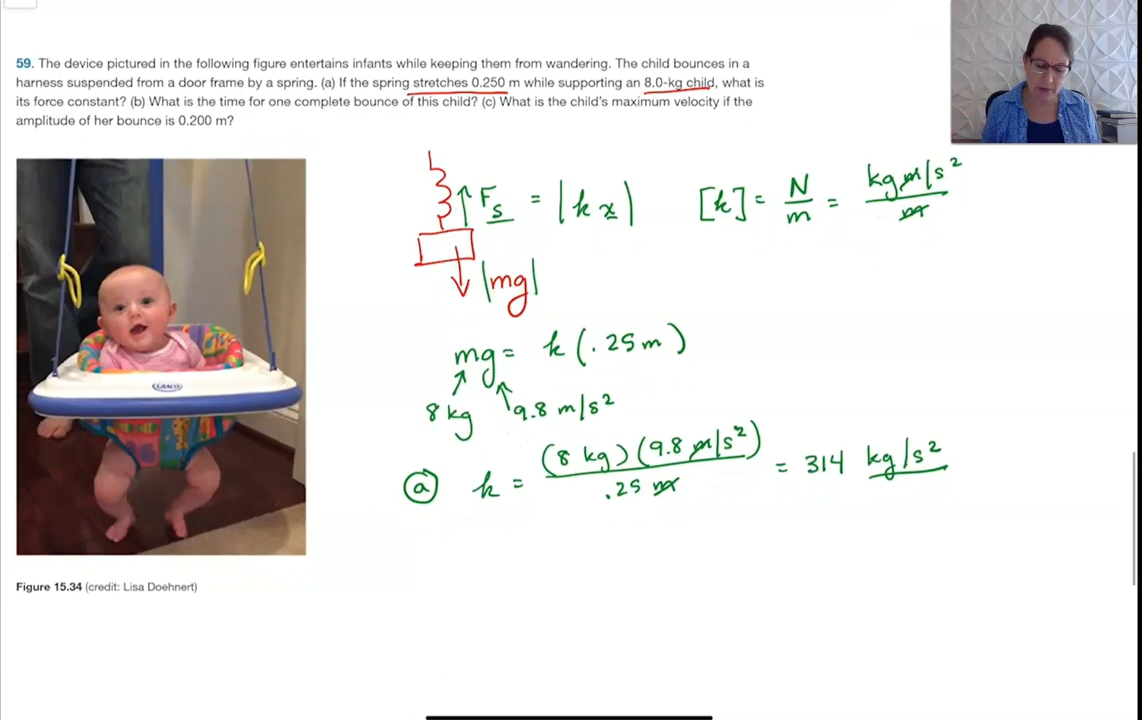 59. The device pictured in the following figure entertains infants while keeping them from wandering. The child bounces in a
harness suspended from a door frame by a spring. (a) If the spring stretches 0.250 m while supporting an 8.0-kg child, what is
its force constant? (b) What is the time for one complete bounce of this child? (c) What is the child's maximum velocity if the
amplitude of her bounce is 0.200 m?
Fs = |kx| [k] = N/m = kg m/s²/m
|mg|
mg = k (.25m)
8 kg 9.8 m/s²
(a) k = (8 kg)(9.8 m/s²)/.25 m = 314 kg/s²
GRACO
Figure 15.34 (credit: Lisa Doehnert)